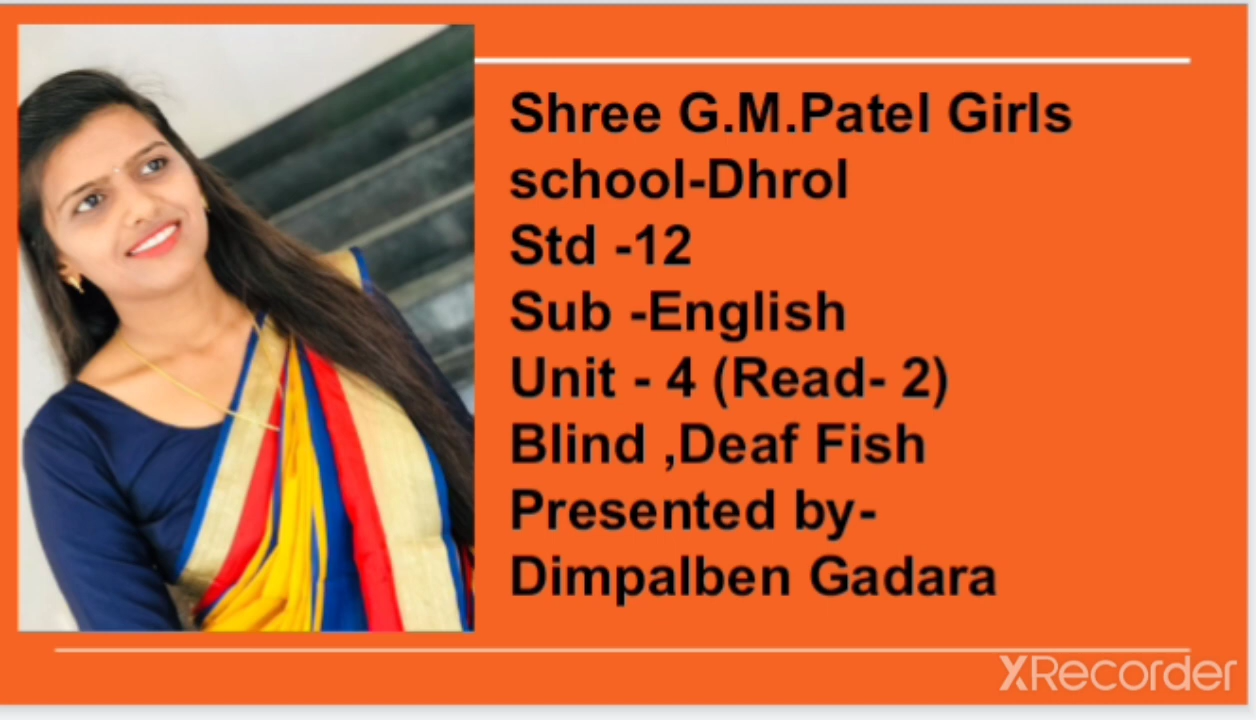 Shree G.M.Patel Girls
school-Dhrol
Std -12
Sub -English
Unit - 4 (Read- 2)
Blind ,Deaf Fish
Presented by-
Dimpalben Gadara
XRecorder